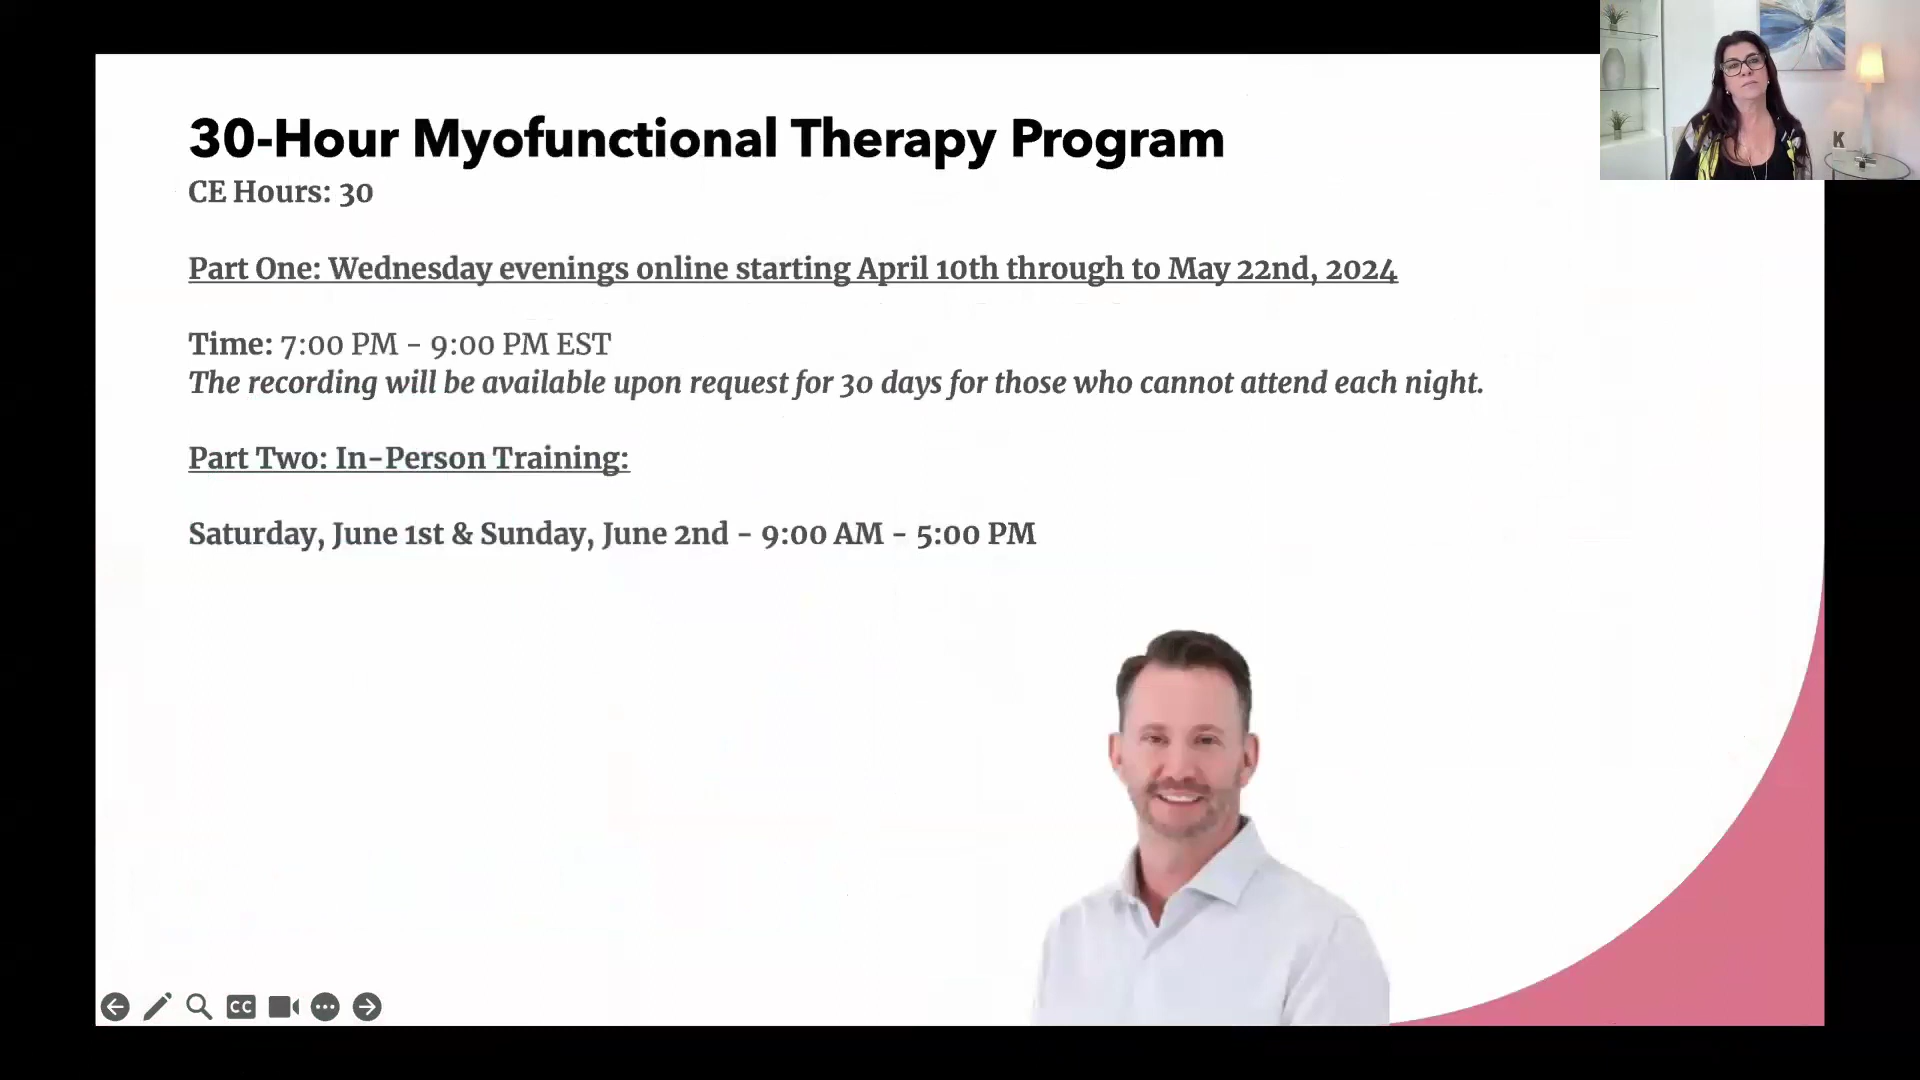 30-Hour Myofunctional Therapy Program
CE Hours: 30
Part One: Wednesday evenings online starting April 10th through to May 22nd, 2024
Time: 7:00 PM - 9:00 PM EST
The recording will be available upon request for 30 days for those who cannot attend each night.
Part Two: In-Person Training:
Saturday, June 1st & Sunday, June 2nd - 9:00 AM - 5:00 PM
K
CC